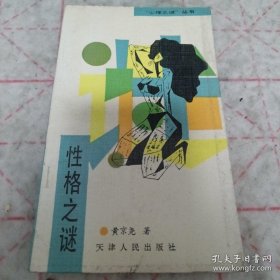 "心理之谜"丛书
性格之谜
黄京尧 著
天津人民出版社
孔夫子旧书网